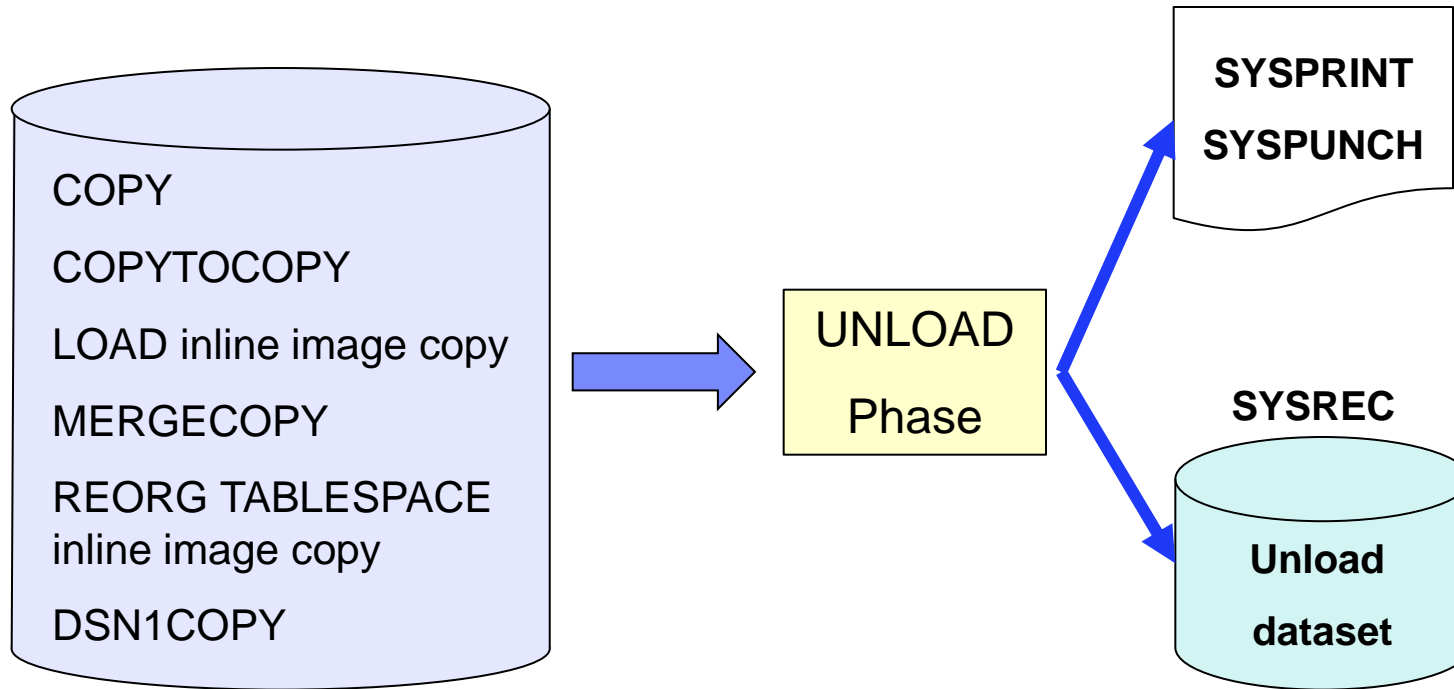 COPY
COPYTOCOPY
LOAD inline image copy
MERGECOPY
REORG TABLESPACE
inline image copy
DSN1COPY
UNLOAD
Phase
SYSPRINT
SYSPUNCH
SYSREC
Unload
dataset